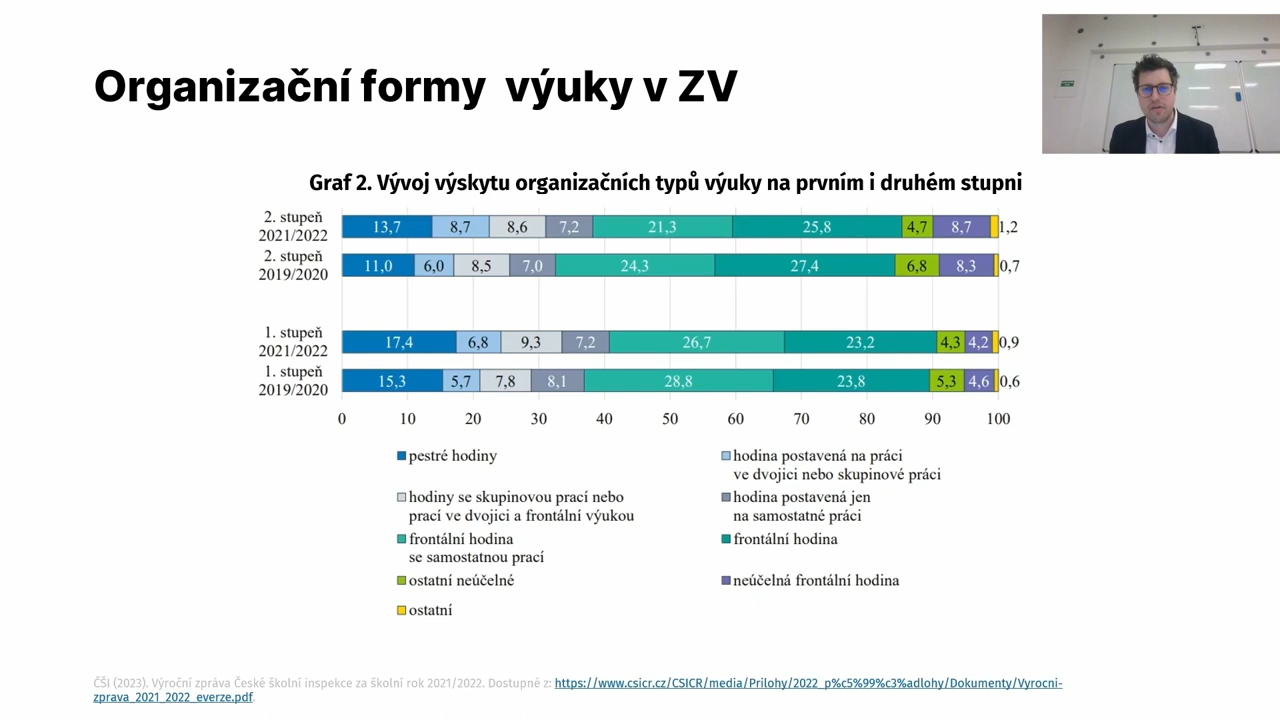 Organizační formy výuky v ZV
Graf 2. Vývoj výskytu organizačních typů výuky na prvním i druhém stupni
2. stupeň
2021/2022
13,7 8,7 8,6 7,2 21,3 25,8 4,7 8,7 1,2
2. stupeň
2019/2020
11,0 6,0 8,5 7,0 24,3 27,4 6,8 8,3 0,7
1. stupeň
2021/2022
17,4 6,8 9,3 7,2 26,7 23,2 4,3 4,2 0,9
1. stupeň
2019/2020
15,3 5,7 7,8 8,1 28,8 23,8 5,3 4,6 0,6
0 10 20 30 40 50 60 70 80 90 100
pestré hodiny
hodina postavená na práci
ve dvojici nebo skupinové práci
hodiny se skupinovou prací nebo
prací ve dvojici a frontální výukou
hodina postavená jen
na samostatné práci
frontální hodina
se samostatnou prací
frontální hodina
ostatní neúčelné
neúčelná frontální hodina
ostatní
ČŠI (2023). Výroční zpráva České školní inspekce za školní rok 2021/2022. Dostupné z: https://www.csicr.cz/CSICR/media/Prilohy/2022_p%c5%99%c3%adlohy/Dokumenty/Vyrocni-
zprava_2021_2022_everze.pdf.